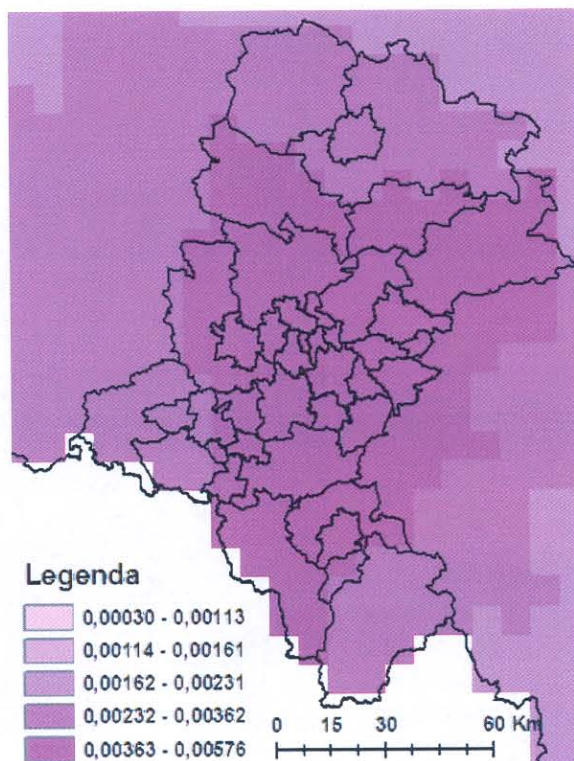 Legenda
0,00030 - 0,00113
0,00114 - 0,00161
0,00162 - 0,00231
0,00232 - 0,00362
0,00363 - 0,00576
0 15 30 60 Km